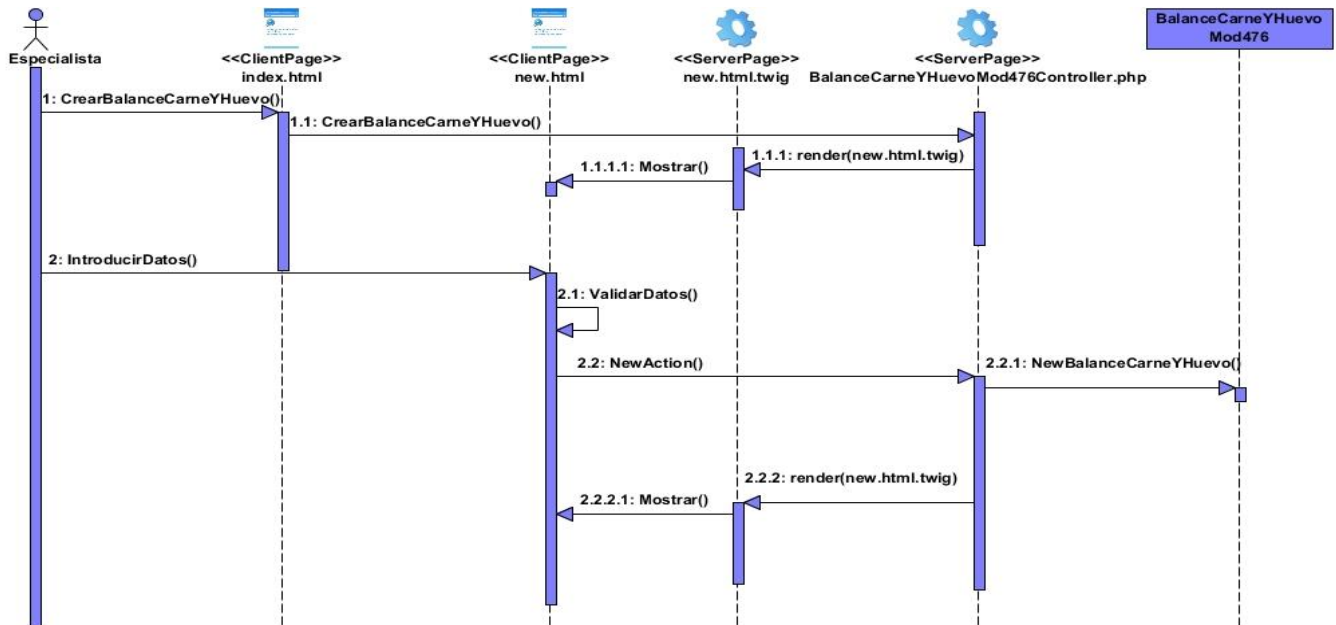 BalanceCarneYHuevo
Mod476
Especialista
<<ClientPage>>
index.html
<<ClientPage>>
new.html
<<ServerPage>>
new.html.twig
<<ServerPage>>
BalanceCarneYHuevoMod476Controller.php
1: CrearBalanceCarneYHuevo()
1.1: CrearBalanceCarneYHuevo()
1.1.1: render(new.html.twig)
1.1.1.1: Mostrar()
2: IntroducirDatos()
2.1: ValidarDatos()
2.2: NewAction()
2.2.1: NewBalanceCarneYHuevo()
2.2.2: render(new.html.twig)
2.2.2.1: Mostrar()